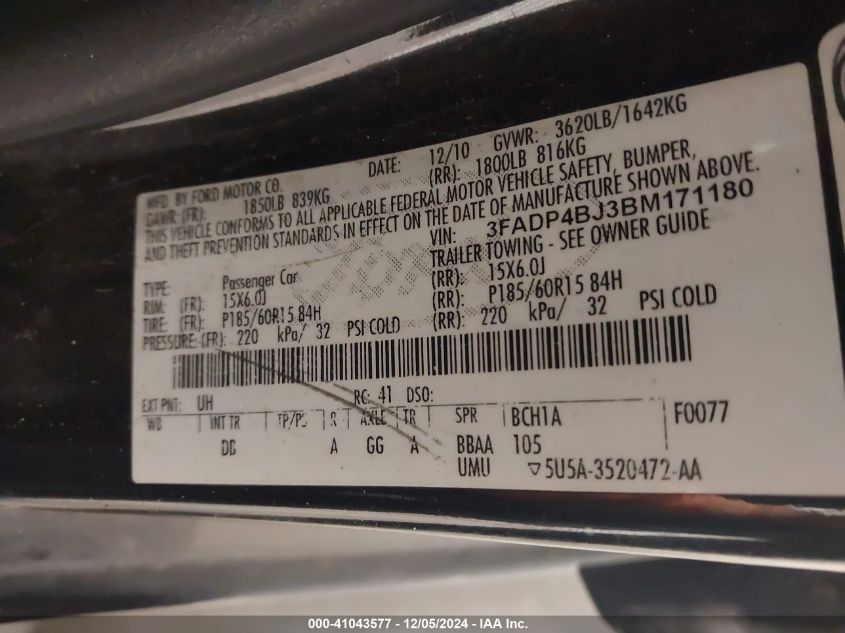 MFD. BY FORD MOTOR CO.
DATE: 12/10 GVWR: 3620LB/1642KG
GAWR: (FR): 1850LB 839KG (RR): 1800LB 816KG
THIS VEHICLE CONFORMS TO ALL APPLICABLE FEDERAL MOTOR VEHICLE SAFETY, BUMPER,
AND THEFT PREVENTION STANDARDS IN EFFECT ON THE DATE OF MANUFACTURE SHOWN ABOVE.
VIN: 3FADP4BJ3BM171180
TYPE: Passenger Car TRAILER TOWING - SEE OWNER GUIDE
RIM: (FR): 15X6.0J (RR): 15X6.0J
TIRE: (FR): P185/60R15 84H (RR): P185/60R15 84H
PRESSURE: (FR): 220 kPa/ 32 PSI COLD (RR): 220 kPa/ 32 PSI COLD
EXT PNT: UH RC: 41 DSO:
WB INT TR TP/PS R AXLE TR SPR BCH1A F0077
DD A GG A BBAA 105
UMU ▽5U5A-3520472-AA
000-41043577 - 12/05/2024 - IAA Inc.